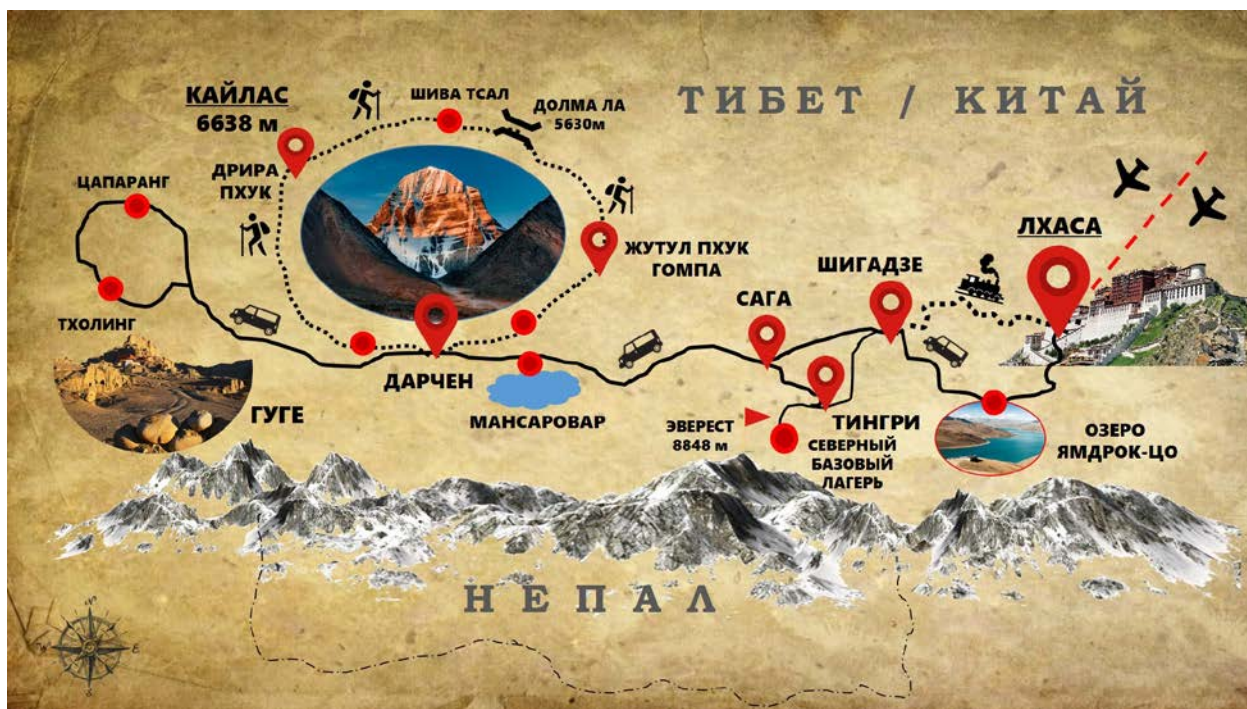 ТИБЕТ / КИТАЙ
КАЙЛАС
6638 м
ШИВА ТСАЛ
ДОЛМА ЛА
5630м
ДРИРА
ПХУК
ЦАПАРАНГ
ЖУТУЛ ПХУК
ГОМПА
ЛХАСА
ШИГАДЗЕ
САГА
ТХОЛИНГ
ГУГЕ
ДАРЧЕН
МАНСАРОВАР
ЭВЕРЕСТ
8848 м
ТИНГРИ
СЕВЕРНЫЙ
БАЗОВЫЙ
ЛАГЕРЬ
ОЗЕРО
ЯМДРОК-ЦО
НЕПАЛ